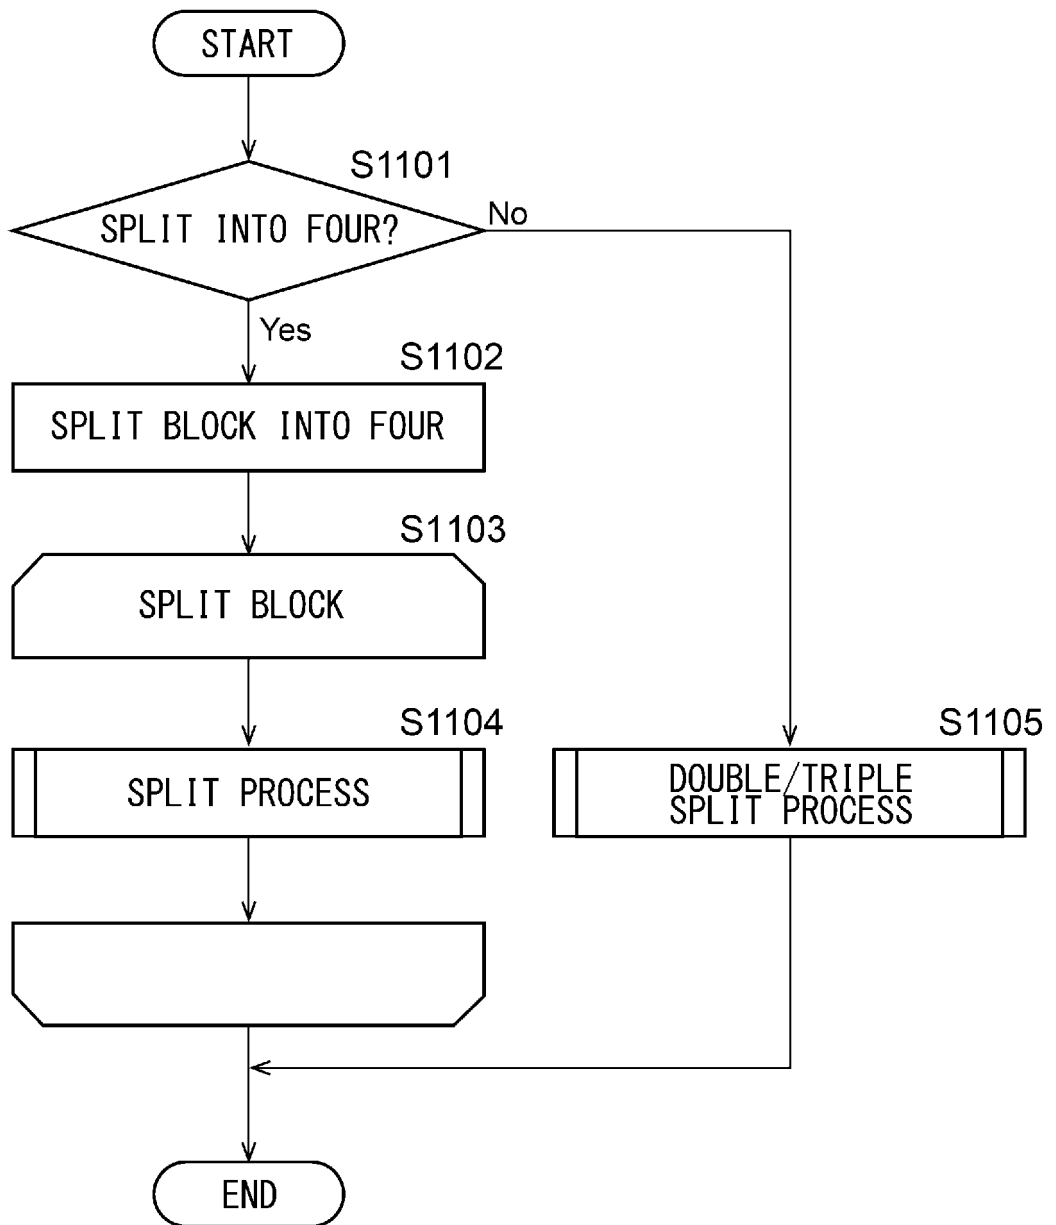 START
S1101
SPLIT INTO FOUR?
No
Yes
S1102
SPLIT BLOCK INTO FOUR
S1103
SPLIT BLOCK
S1104
SPLIT PROCESS
S1105
DOUBLE/TRIPLE
SPLIT PROCESS
END